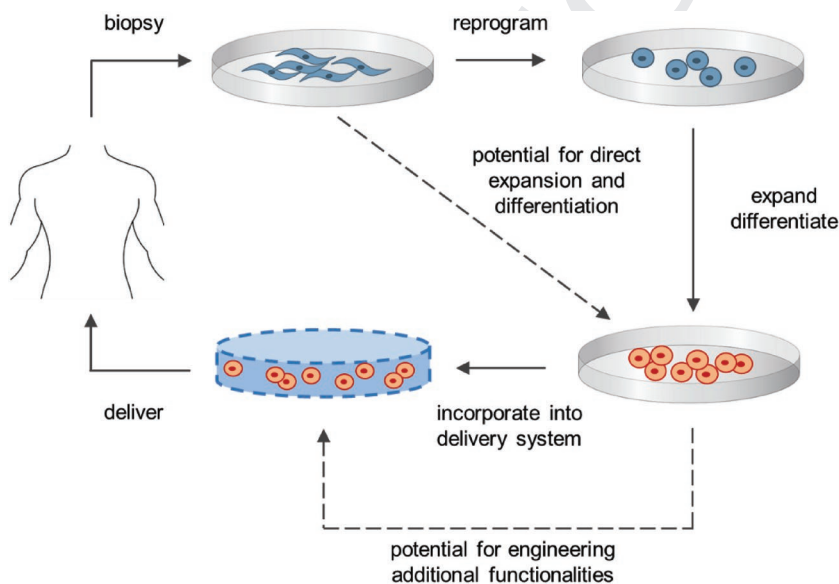 biopsy
reprogram
potential for direct
expansion and
differentiation
expand
differentiate
deliver
incorporate into
delivery system
potential for engineering
additional functionalities